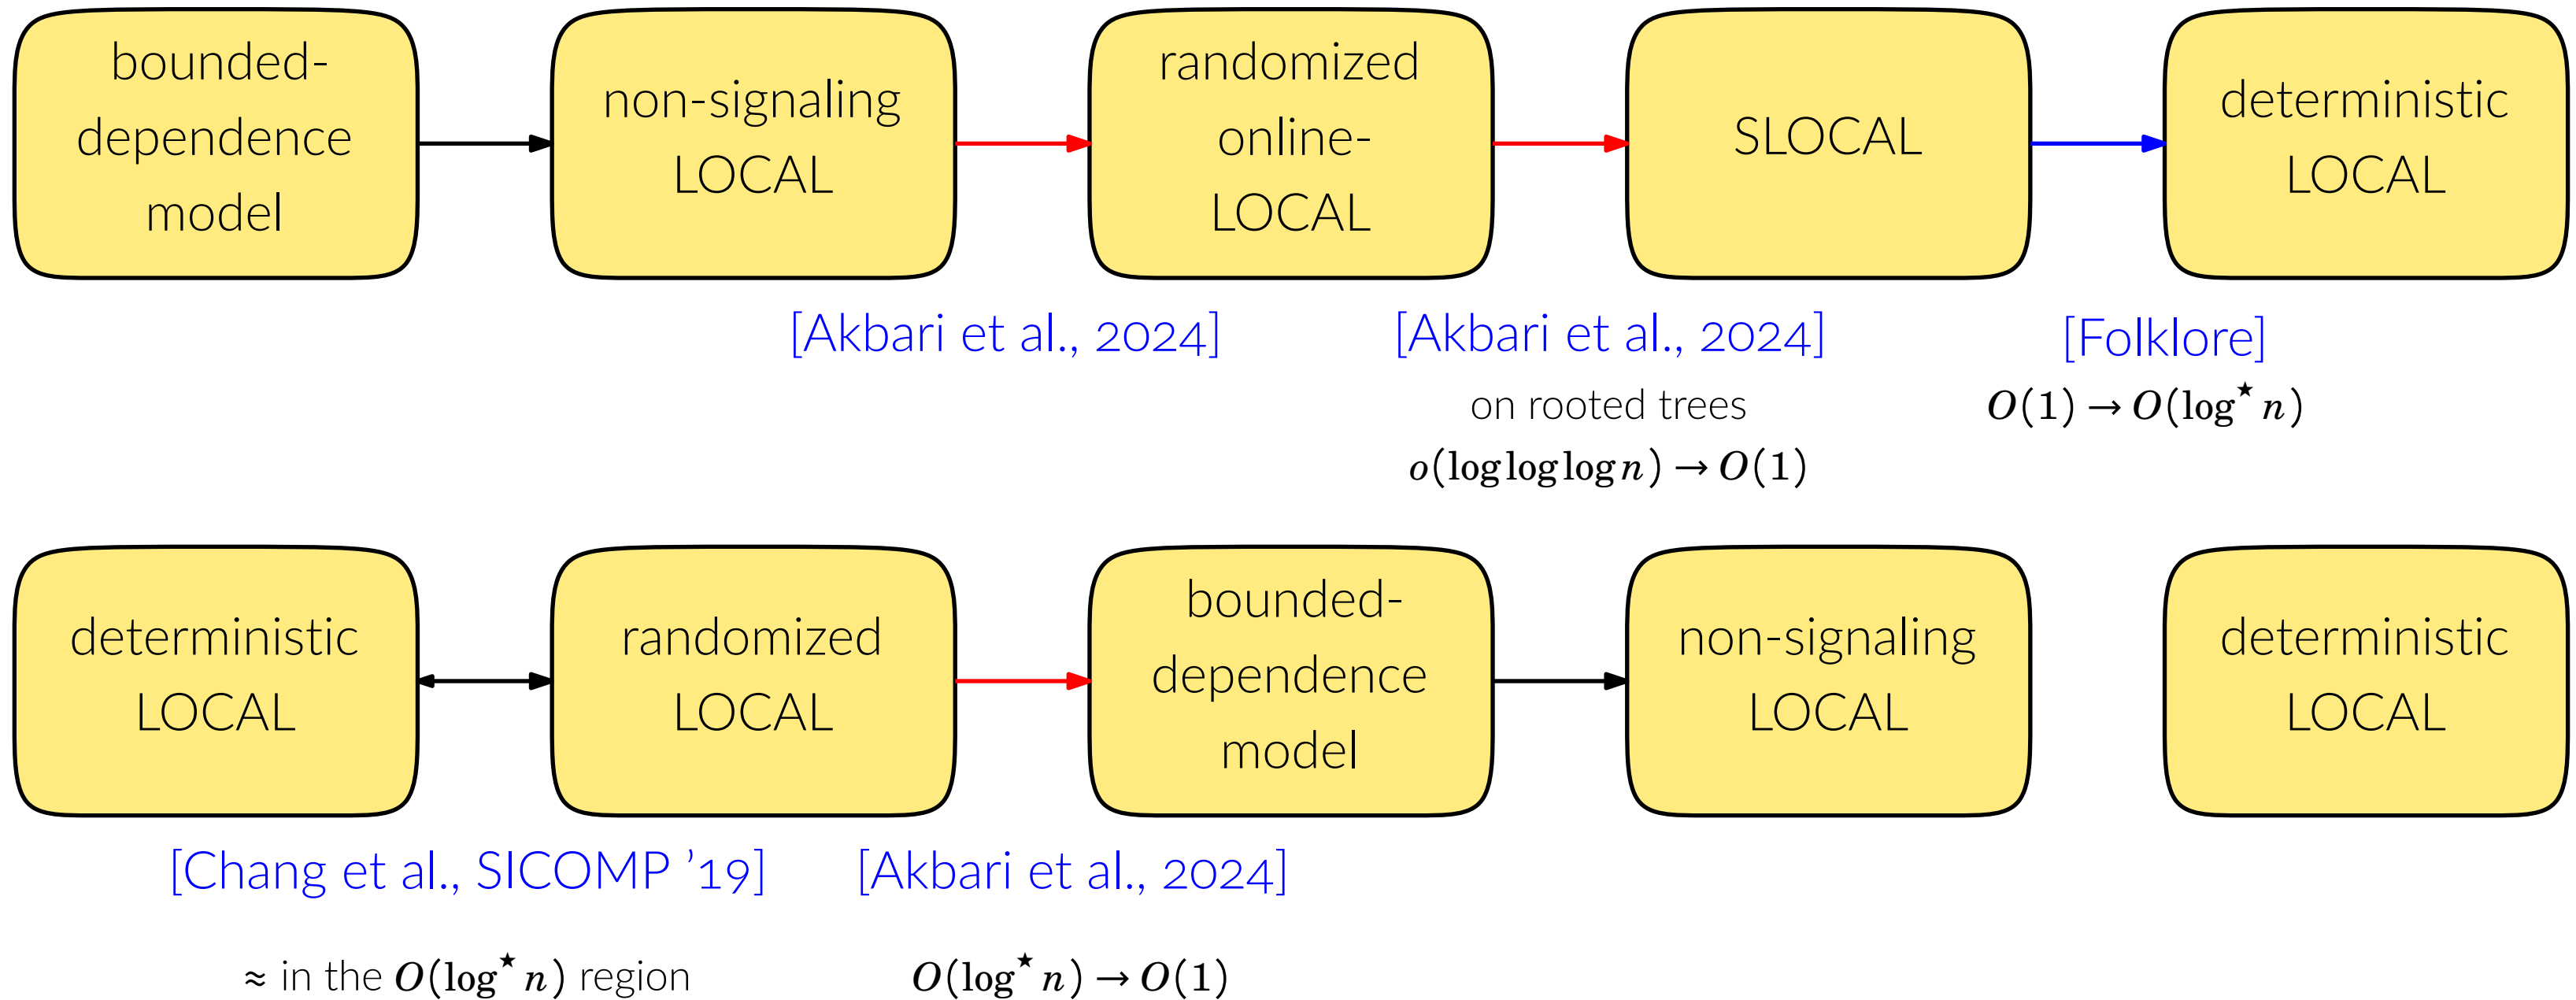 bounded-
dependence
model
non-signaling
LOCAL
randomized
online-
LOCAL
SLOCAL
deterministic
LOCAL
[Akbari et al., 2024]
[Akbari et al., 2024]
on rooted trees
o(log log log n) → O(1)
[Folklore]
O(1) → O(log* n)
deterministic
LOCAL
randomized
LOCAL
bounded-
dependence
model
non-signaling
LOCAL
deterministic
LOCAL
[Chang et al., SICOMP ’19]
≈ in the O(log* n) region
[Akbari et al., 2024]
O(log* n) → O(1)